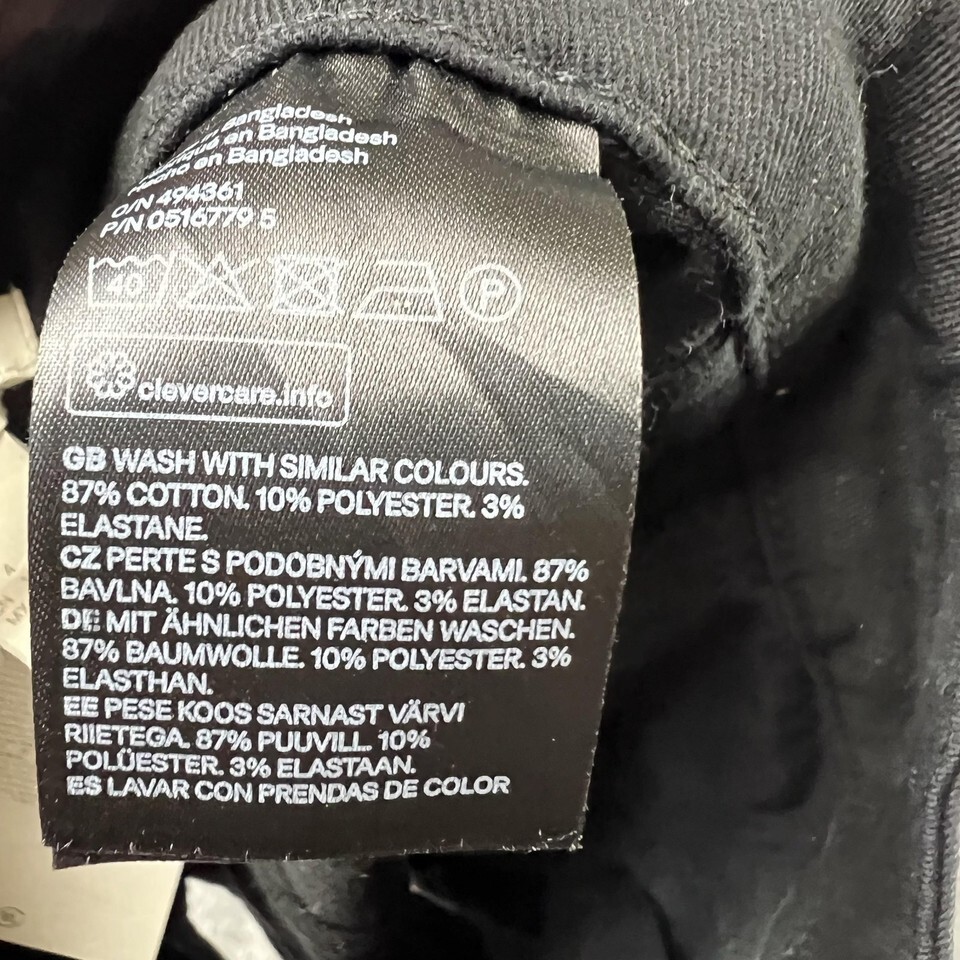 Bangladesh
en Bangladesh
Hecho en Bangladesh
O/N 494361
P/N 0516779 5
40 P
clevercare.info
GB WASH WITH SIMILAR COLOURS.
87% COTTON. 10% POLYESTER. 3%
ELASTANE.
CZ PERTE S PODOBNÝMI BARVAMI. 87%
BAVLNA. 10% POLYESTER. 3% ELASTAN.
DE MIT ÄHNLICHEN FARBEN WASCHEN.
87% BAUMWOLLE. 10% POLYESTER. 3%
ELASTHAN.
EE PESE KOOS SARNAST VÄRVI
RIIETEGA. 87% PUUVILL. 10%
POLÜESTER. 3% ELASTAAN.
ES LAVAR CON PRENDAS DE COLOR